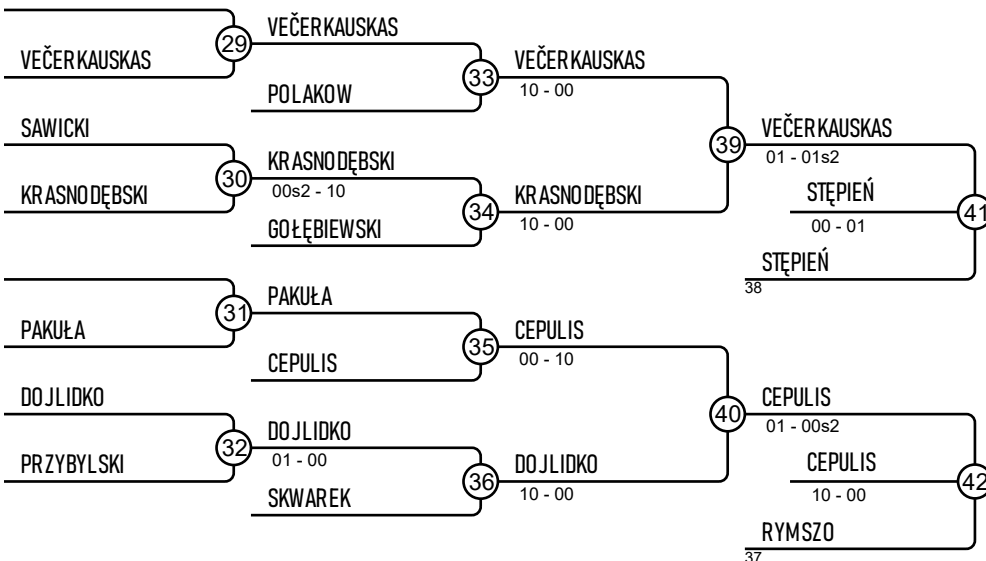 VEČERKAUSKAS
29
VEČERKAUSKAS
POLAKOW
33
VEČERKAUSKAS
10 - 00
SAWICKI
KRASNODĘBSKI
30
KRASNODĘBSKI
00s2 - 10
GOŁĘBIEWSKI
34
KRASNODĘBSKI
10 - 00
39
VEČERKAUSKAS
01 - 01s2
STĘPIEŃ
00 - 01
41
STĘPIEŃ
38
PAKUŁA
31
PAKUŁA
CEPULIS
35
CEPULIS
00 - 10
DOJLIDKO
PRZYBYLSKI
32
DOJLIDKO
01 - 00
SKWAREK
36
DOJLIDKO
10 - 00
40
CEPULIS
01 - 00s2
CEPULIS
10 - 00
42
RYMSZO
37